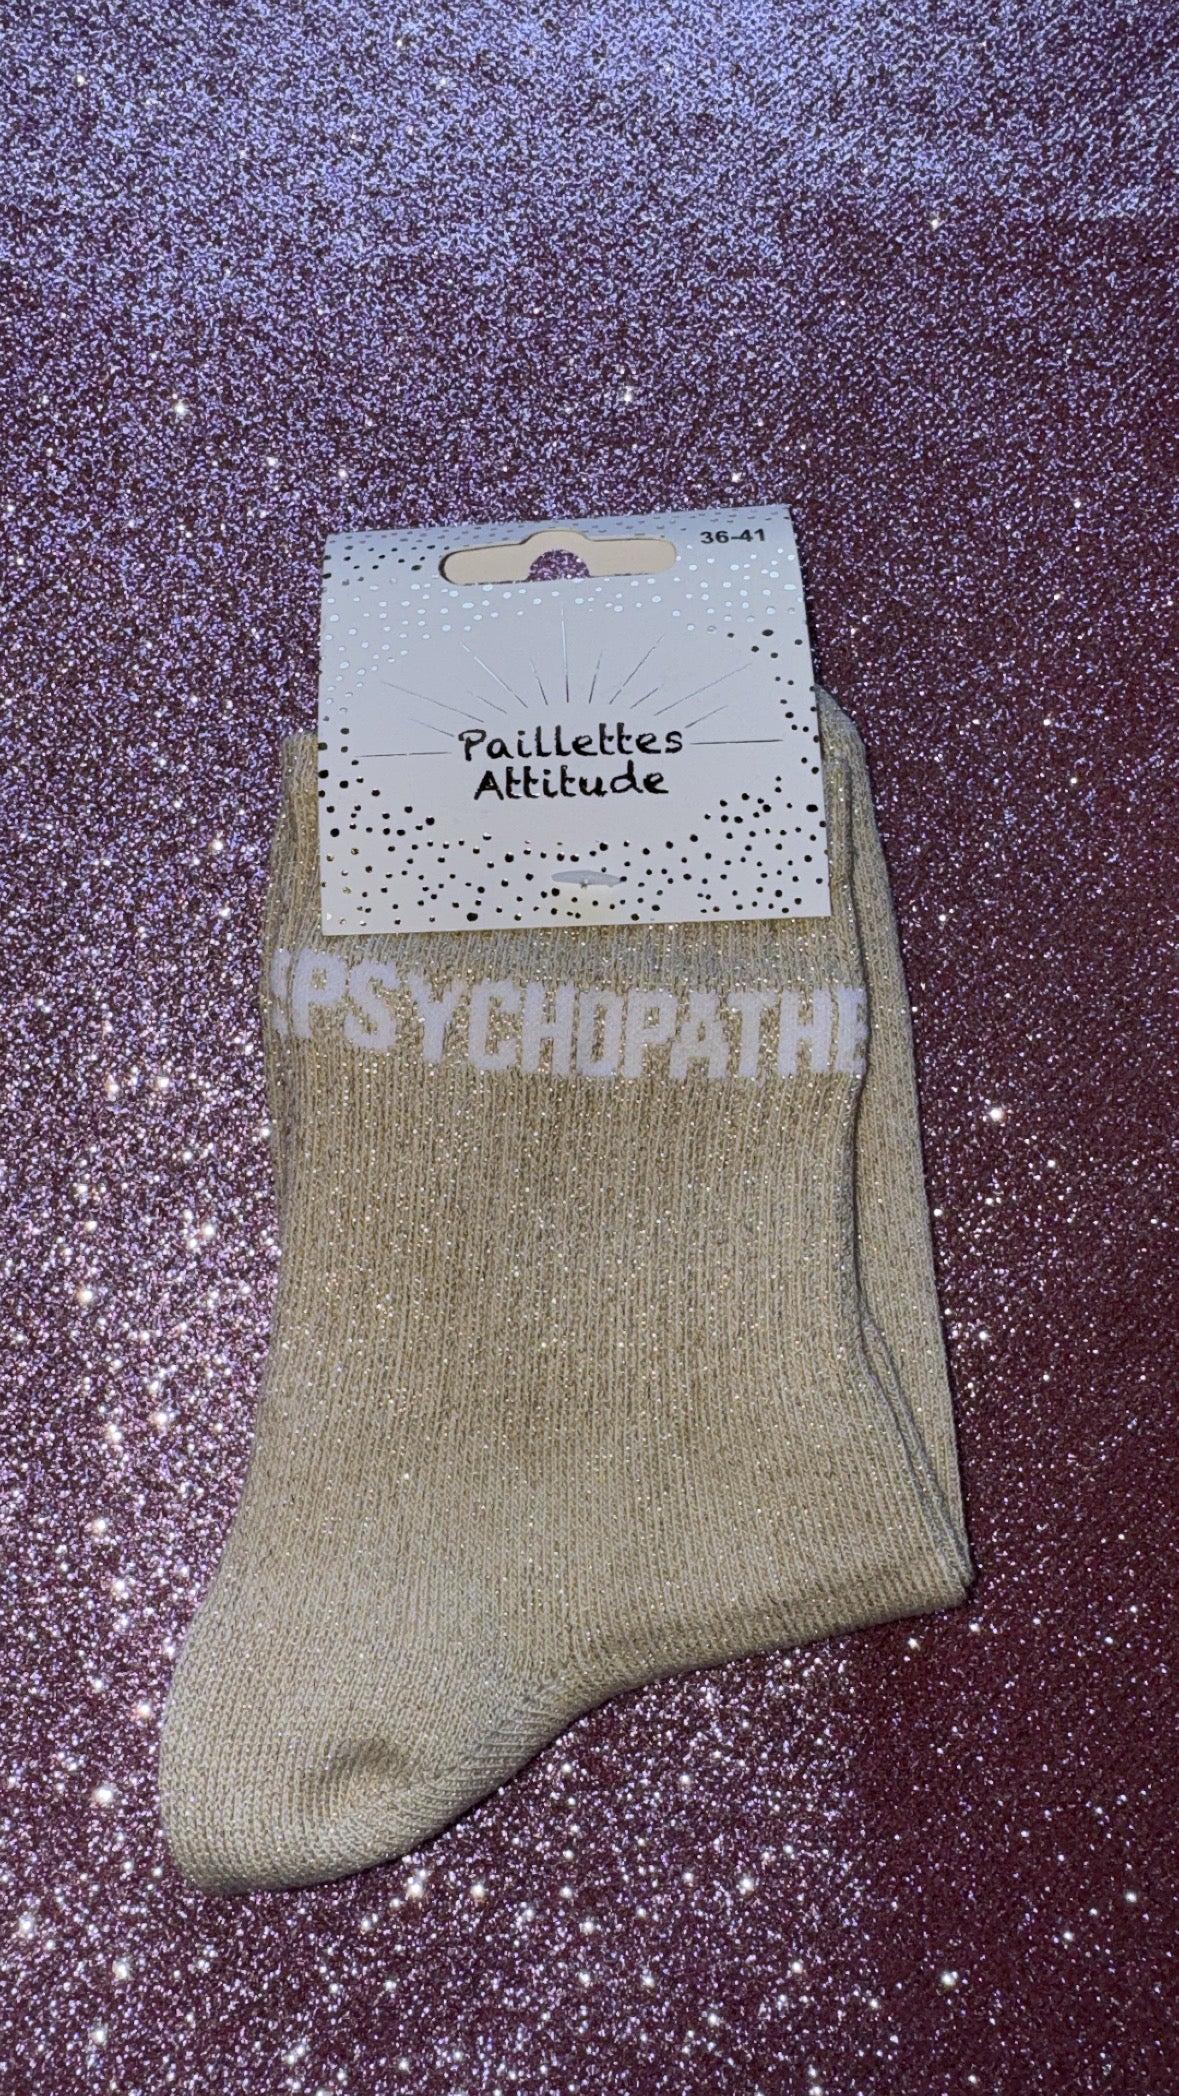 36-41
Paillettes
Attitude
PSYCHOPATHE